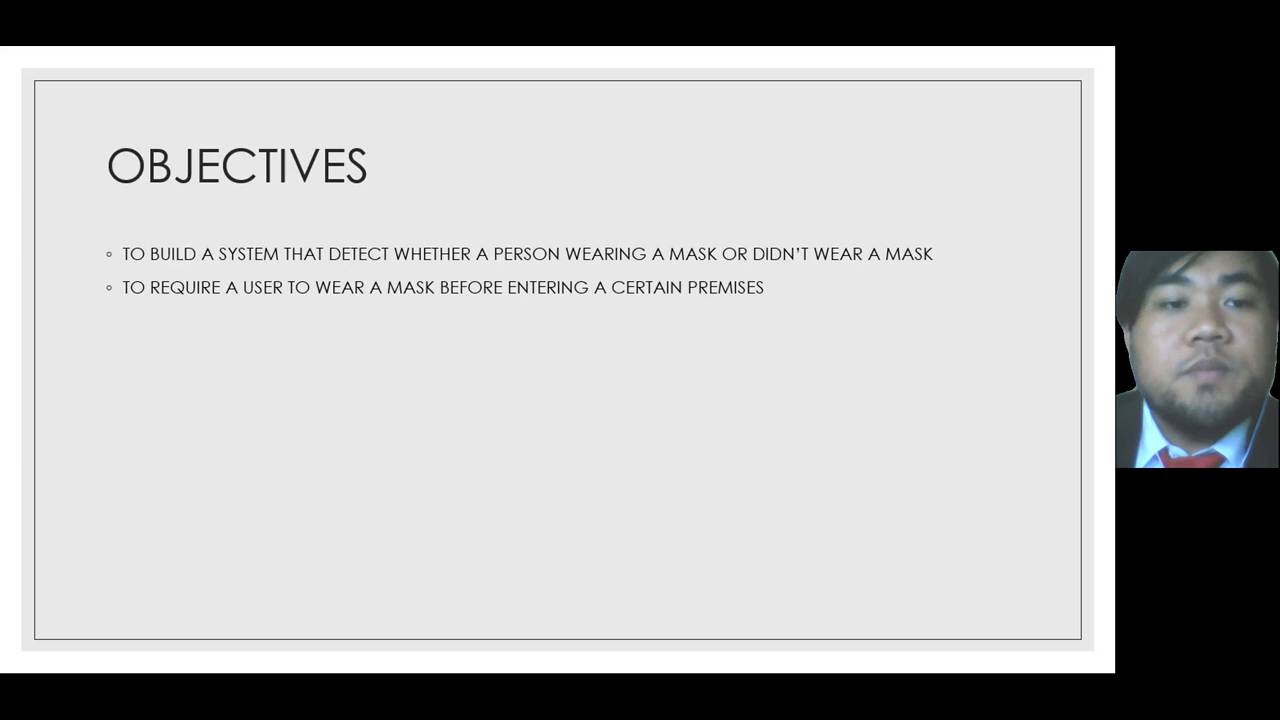 OBJECTIVES
TO BUILD A SYSTEM THAT DETECT WHETHER A PERSON WEARING A MASK OR DIDN'T WEAR A MASK
TO REQUIRE A USER TO WEAR A MASK BEFORE ENTERING A CERTAIN PREMISES